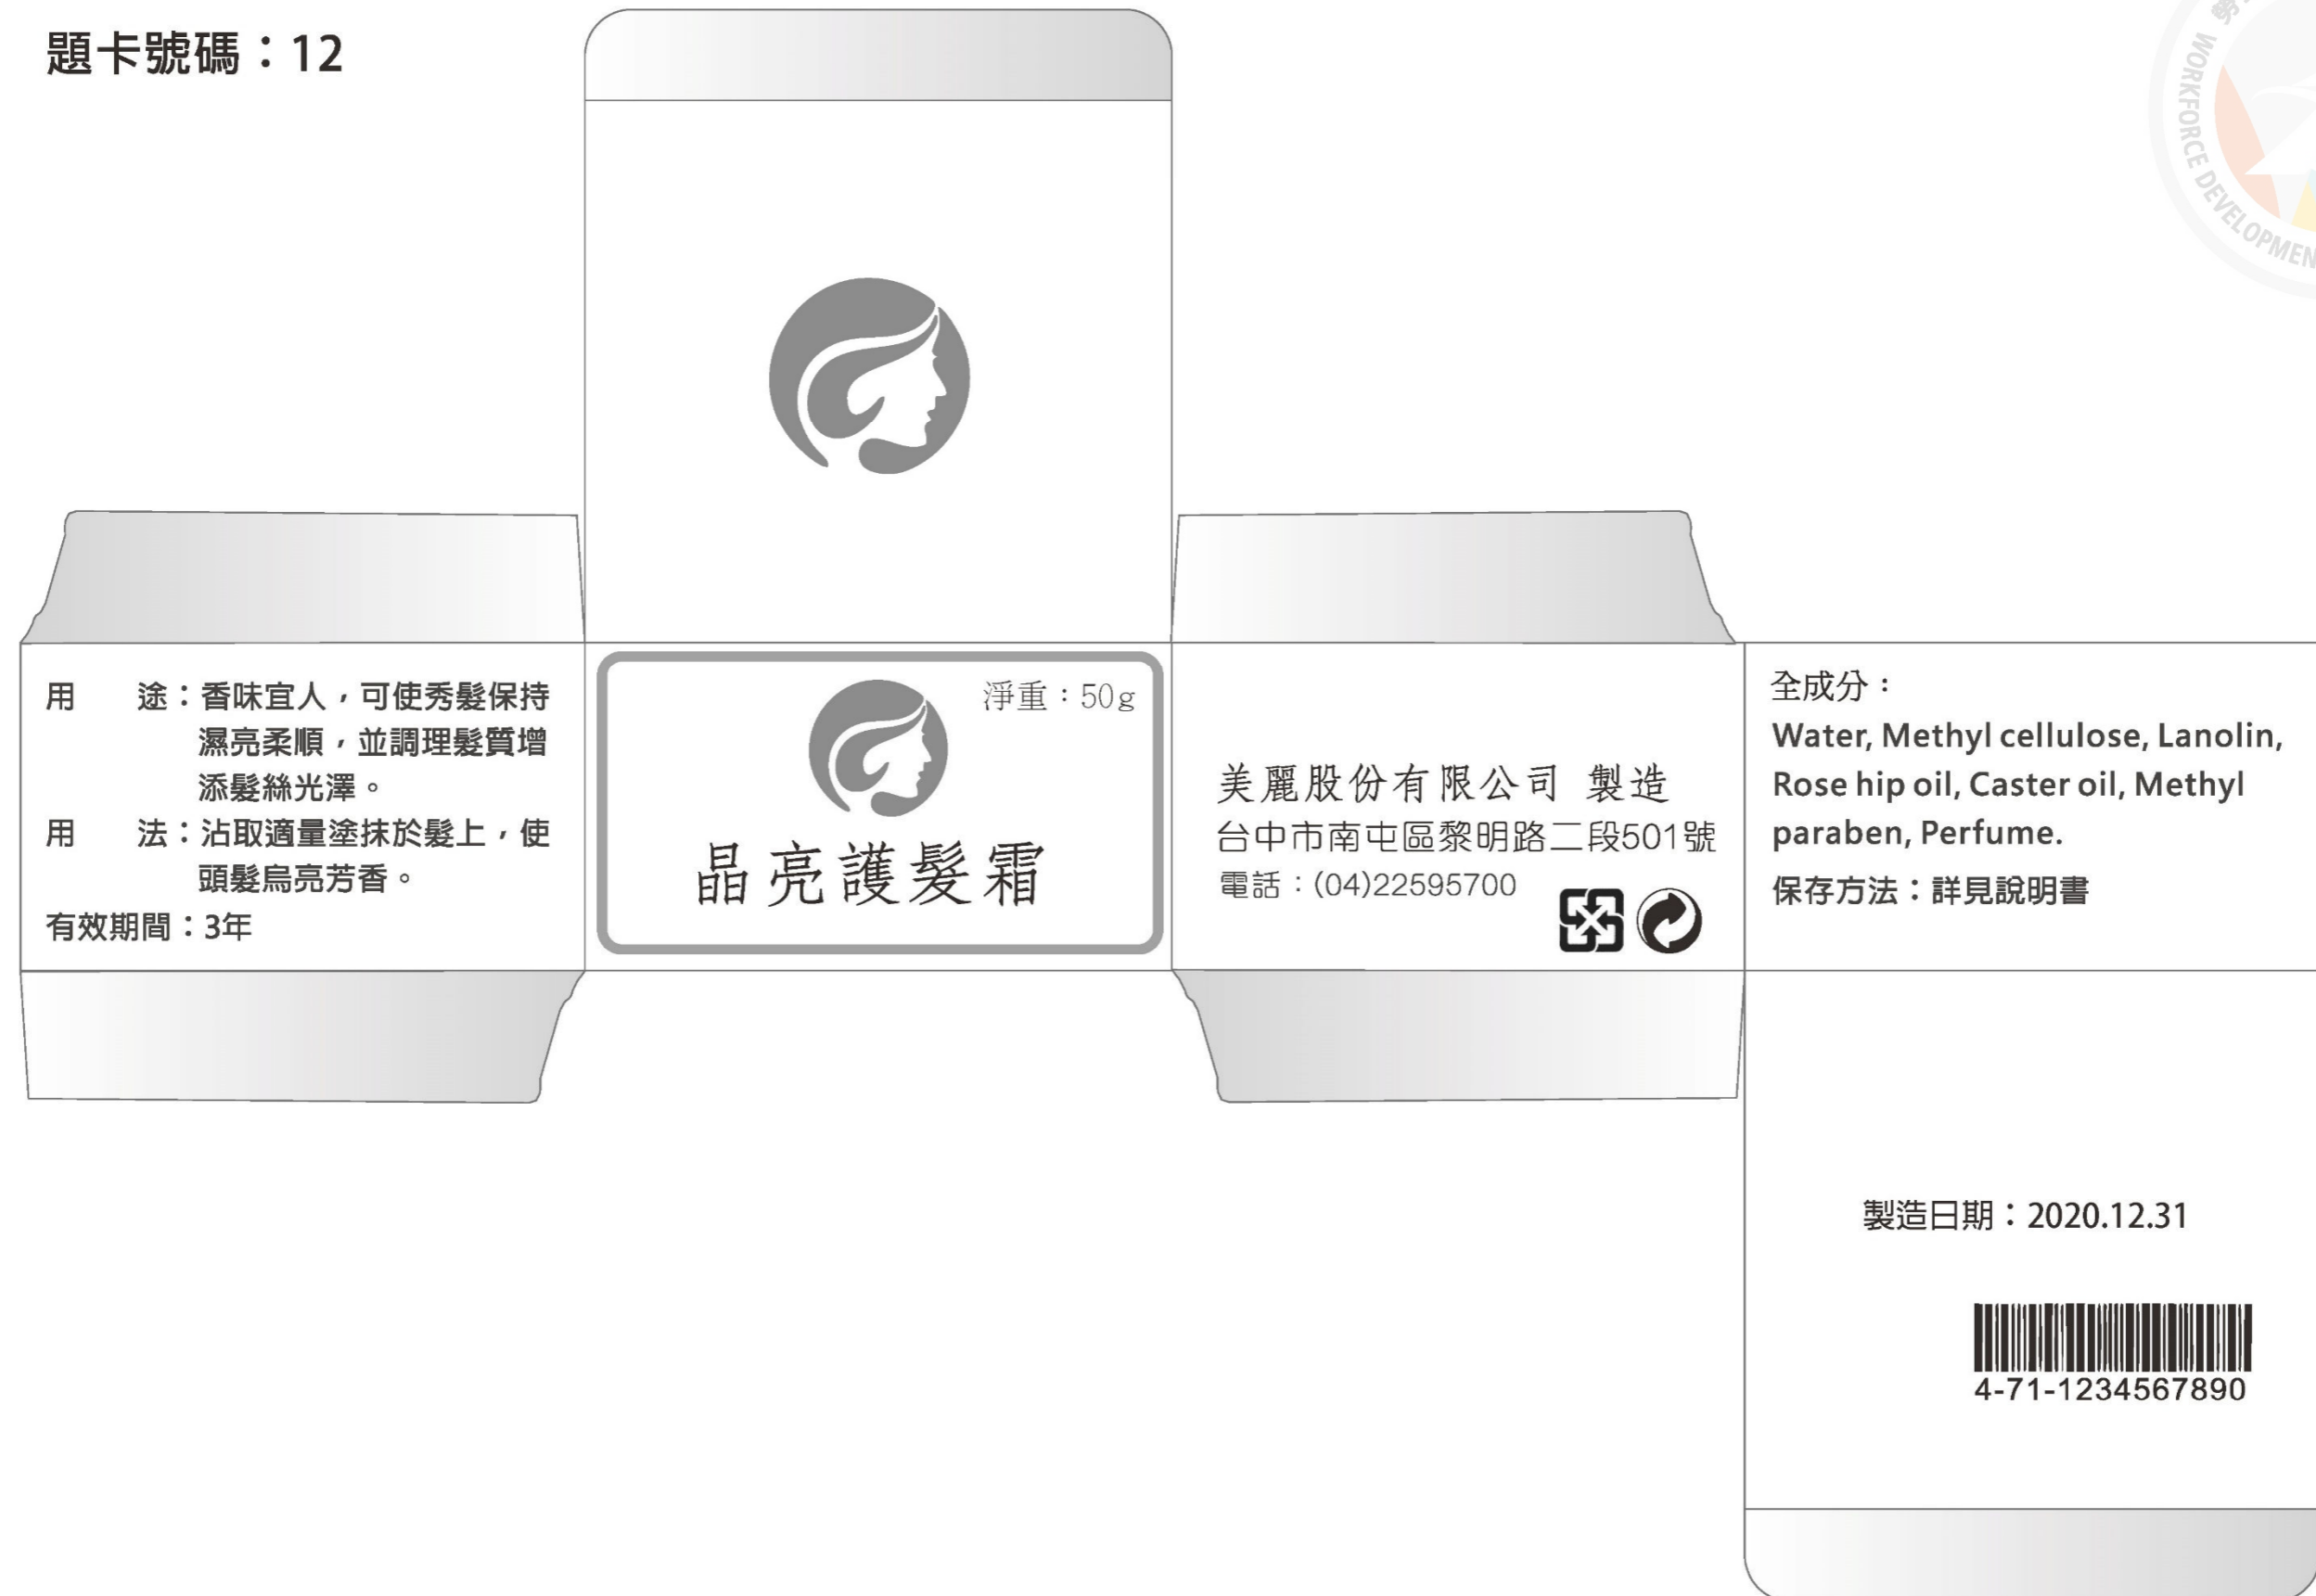 題卡號碼：12
用　　途：香味宜人，可使秀髮保持
濕亮柔順，並調理髮質增
添髮絲光澤。
用　　法：沾取適量塗抹於髮上，使
頭髮烏亮芳香。
有效期間：3年
淨重：50g
晶亮護髮霜
美麗股份有限公司 製造
台中市南屯區黎明路二段501號
電話：(04)22595700
全成分：
Water, Methyl cellulose, Lanolin,
Rose hip oil, Caster oil, Methyl
paraben, Perfume.
保存方法：詳見說明書
製造日期：2020.12.31
4-71-1234567890
WORKFORCE DEVELOPMEN